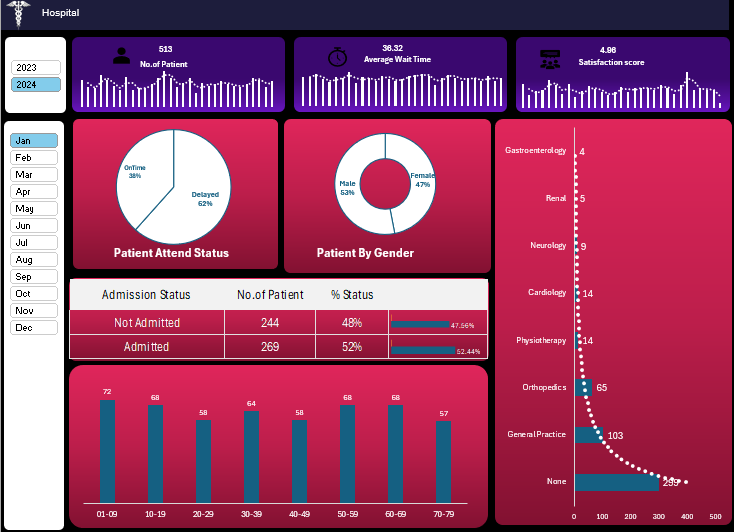 Hospital
2023
2024
Jan
Feb
Mar
Apr
May
Jun
Jul
Aug
Sep
Oct
Nov
Dec
513
No.of Patient
36.32
Average Wait Time
4.96
Satisfaction score
OnTime
38%
Delayed
62%
Patient Attend Status
Male
53%
Female
47%
Patient By Gender
Admission Status No.of Patient % Status
Not Admitted 244 48% 47.56%
Admitted 269 52% 52.44%
72 68 58 64 58 68 68 57
01-09 10-19 20-29 30-39 40-49 50-59 60-69 70-79
Gastroenterology 4
Renal 5
Neurology 9
Cardiology 14
Physiotherapy 14
Orthopedics 65
General Practice 103
None
0 100 200 300 400 500